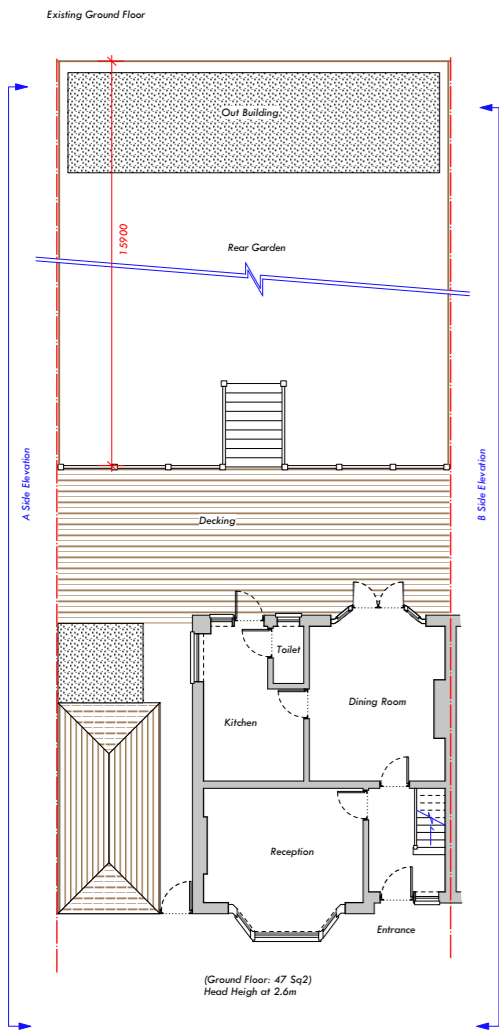 Existing Ground Floor
Out Building
15900
Rear Garden
A Side Elevation
B Side Elevation
Decking
Toilet
Kitchen
Dining Room
Reception
Entrance
(Ground Floor: 47 Sq2)
Head Heigh at 2.6m